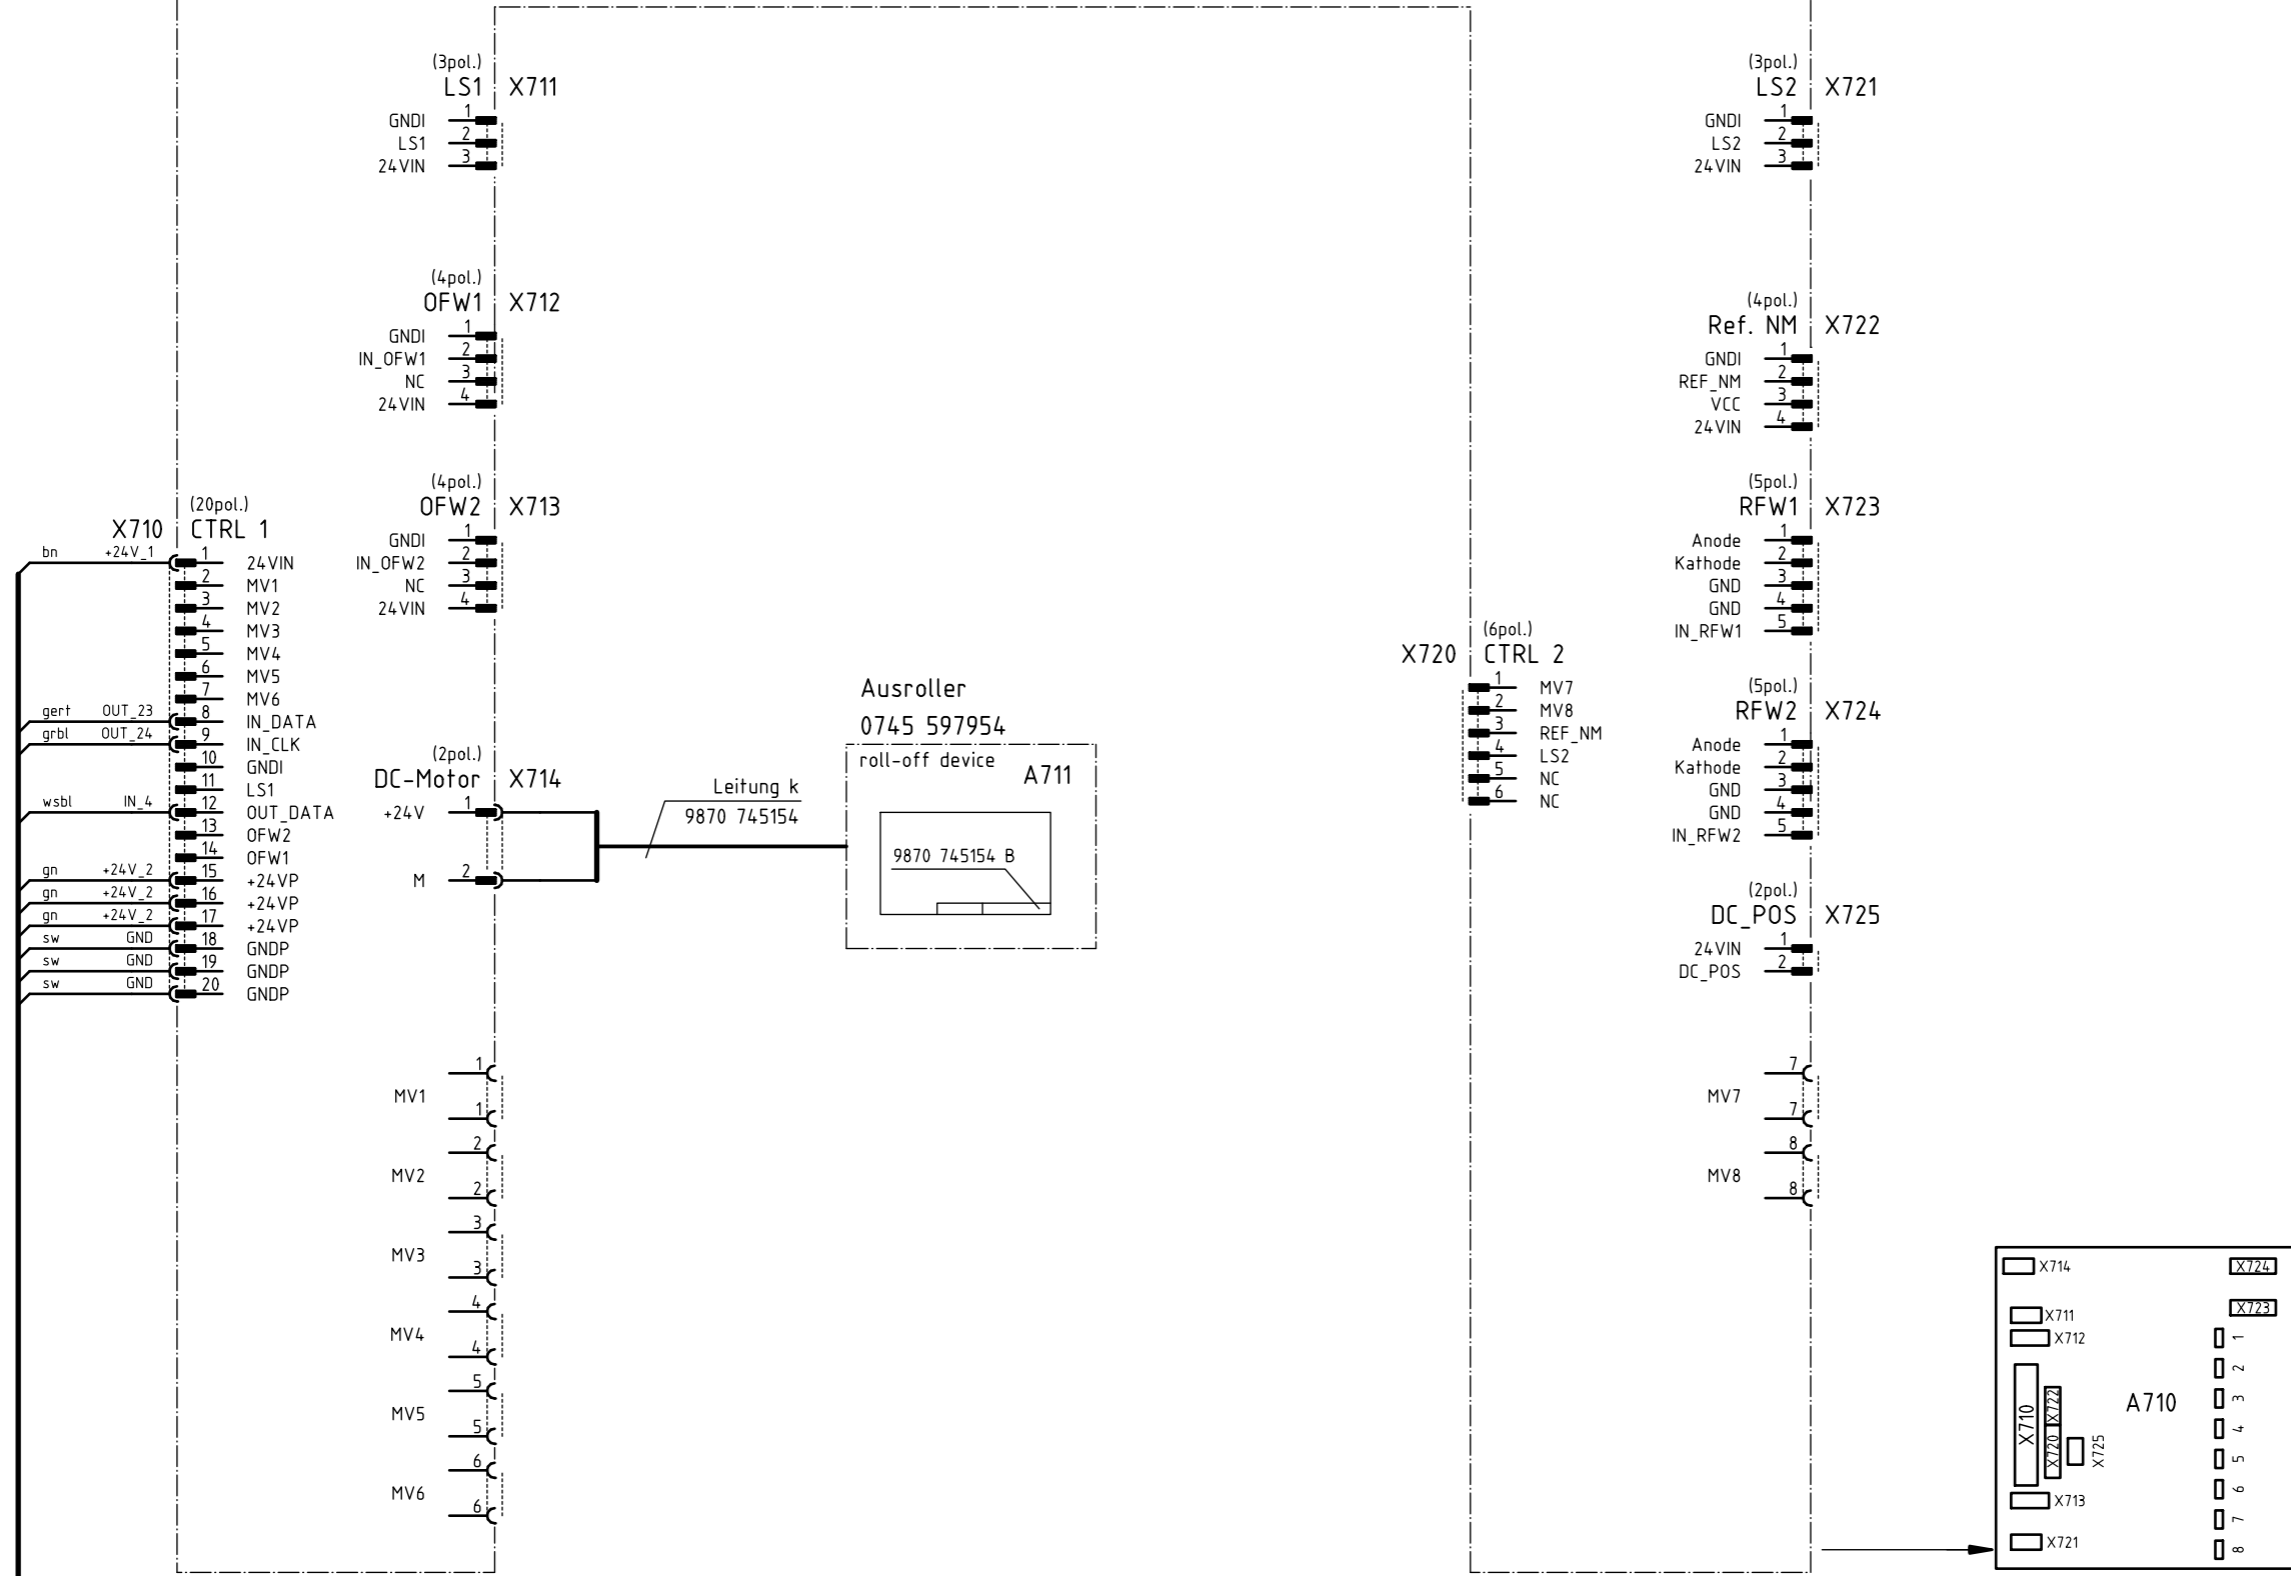 (3pol.)
LS1 X711
GNDI 1
LS1 2
24VIN 3
(4pol.)
OFW1 X712
GNDI 1
IN_OFW1 2
NC 3
24VIN 4
(4pol.)
OFW2 X713
GNDI 1
IN_OFW2 2
NC 3
24VIN 4
(20pol.)
X710 CTRL 1
bn +24V_1 1 24VIN
2 MV1
3 MV2
4 MV3
5 MV4
6 MV5
7 MV6
gert OUT_23 8 IN_DATA
grbl OUT_24 9 IN_CLK
10 GNDI
11 LS1
wsbl IN_4 12 OUT_DATA
13 OFW2
14 OFW1
gn +24V_2 15 +24VP
gn +24V_2 16 +24VP
gn +24V_2 17 +24VP
sw GND 18 GNDP
sw GND 19 GNDP
sw GND 20 GNDP
(2pol.)
DC-Motor X714
+24V 1
M 2
Leitung k
9870 745154
Ausroller
0745 597954
roll-off device
A711
9870 745154 B
1
MV1
1
2
MV2
2
3
MV3
3
4
MV4
4
5
MV5
5
6
MV6
6
(6pol.)
X720 CTRL 2
1 MV7
2 MV8
3 REF_NM
4 LS2
5 NC
6 NC
(3pol.)
LS2 X721
GNDI 1
LS2 2
24VIN 3
(4pol.)
Ref. NM X722
GNDI 1
REF_NM 2
VCC 3
24VIN 4
(5pol.)
RFW1 X723
Anode 1
Kathode 2
GND 3
GND 4
IN_RFW1 5
(5pol.)
RFW2 X724
Anode 1
Kathode 2
GND 3
GND 4
IN_RFW2 5
(2pol.)
DC_POS X725
24VIN 1
DC_POS 2
7
MV7
7
8
MV8
8
X714 X724
X723
X711
X712
X710
X722
X720
X725
A710
X713
X721
1
2
3
4
5
6
7
8